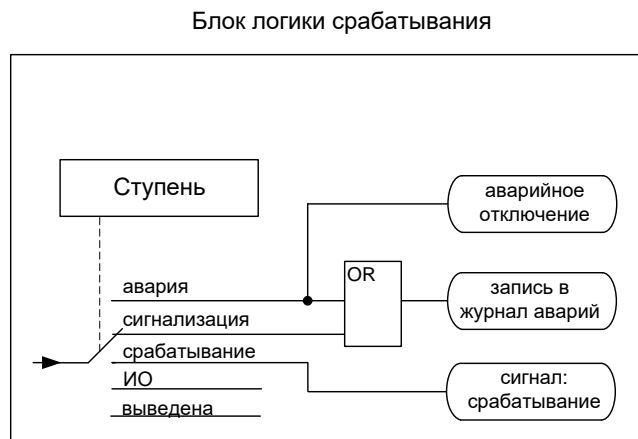 Блок логики срабатывания
Ступень
аварийное
отключение
авария
OR
запись в
журнал аварий
сигнализация
срабатывание
ИО
выведена
сигнал:
срабатывание